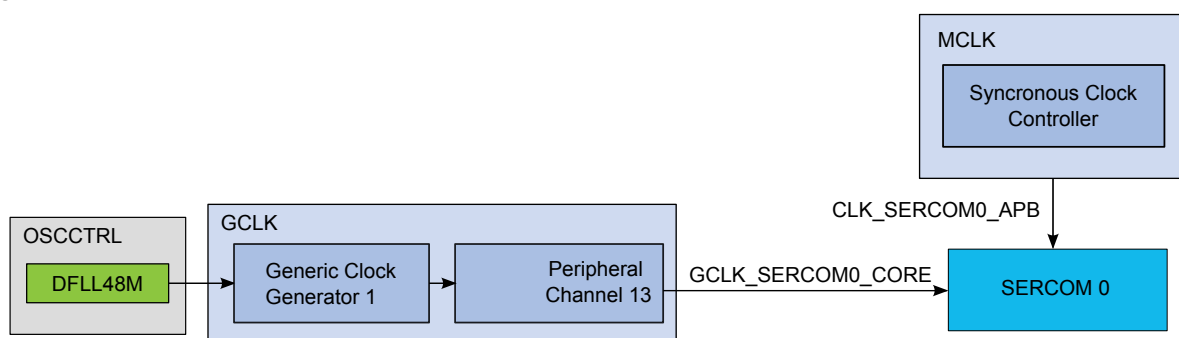 MCLK
Syncronous Clock
Controller
CLK_SERCOM0_APB
OSCCTRL
DFLL48M
GCLK
Generic Clock
Generator 1
Peripheral
Channel 13
GCLK_SERCOM0_CORE
SERCOM 0